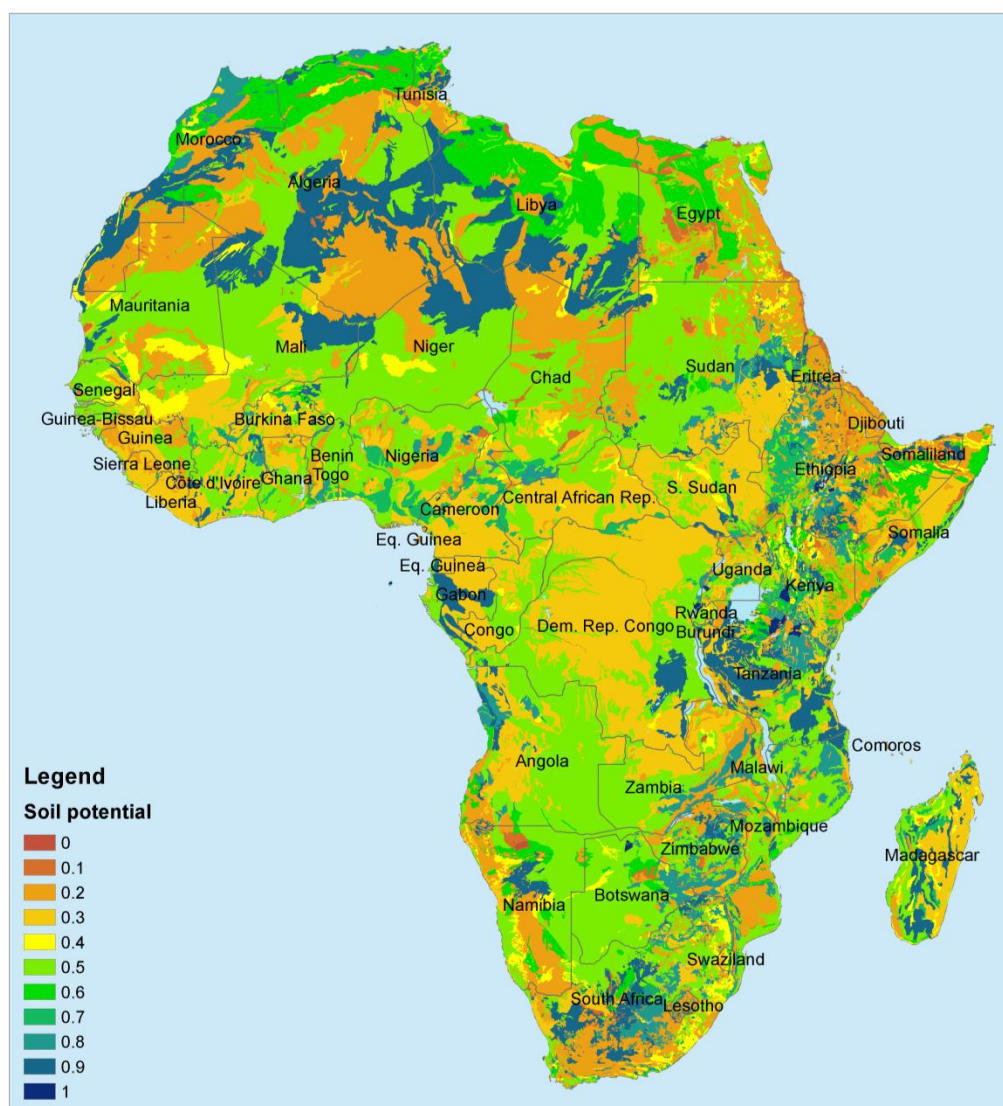 Tunisia
Morocco
Algeria
Libya
Egypt
Mauritania
Mali
Niger
Chad
Sudan
Eritrea
Senegal
Guinea-Bissau
Burkina Faso
Djibouti
Guinea
Benin
Nigeria
Somaliland
Sierra Leone
Côte d'Ivoire
Ghana
Togo
Ethiopia
Liberia
Cameroon
Central African Rep.
S. Sudan
Somalia
Eq. Guinea
Eq. Guinea
Uganda
Kenya
Gabon
Rwanda
Congo
Dem. Rep. Congo
Burundi
Tanzania
Comoros
Angola
Malawi
Zambia
Mozambique
Zimbabwe
Madagascar
Namibia
Botswana
Swaziland
South Africa
Lesotho
Legend
Soil potential
0
0.1
0.2
0.3
0.4
0.5
0.6
0.7
0.8
0.9
1